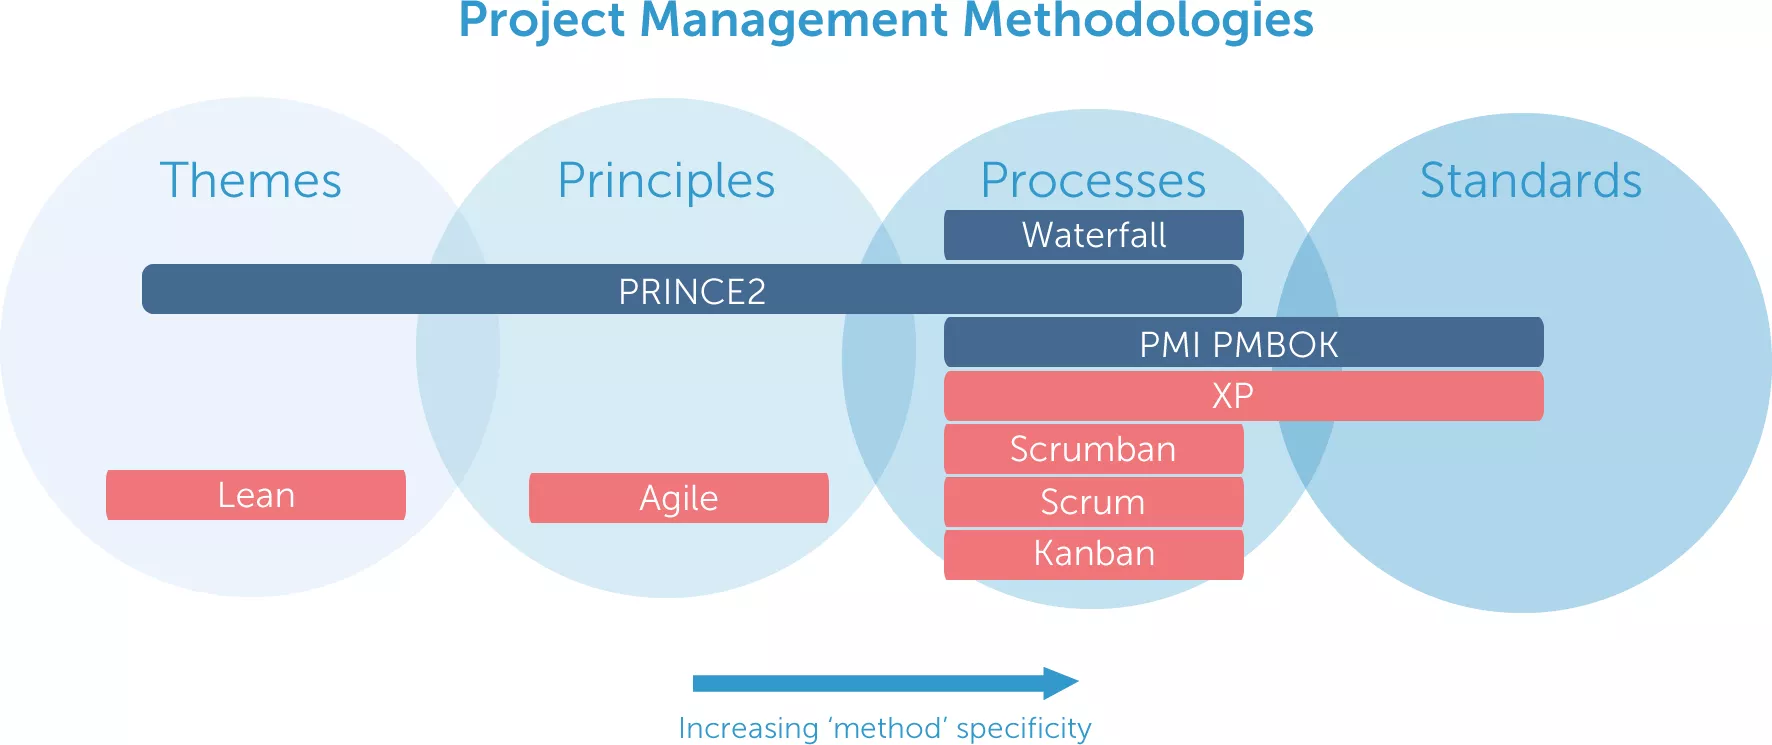 Project Management Methodologies
Themes
Principles
Processes
Standards
Waterfall
PRINCE2
PMI PMBOK
XP
Scrumban
Lean
Agile
Scrum
Kanban
Increasing ‘method’ specificity